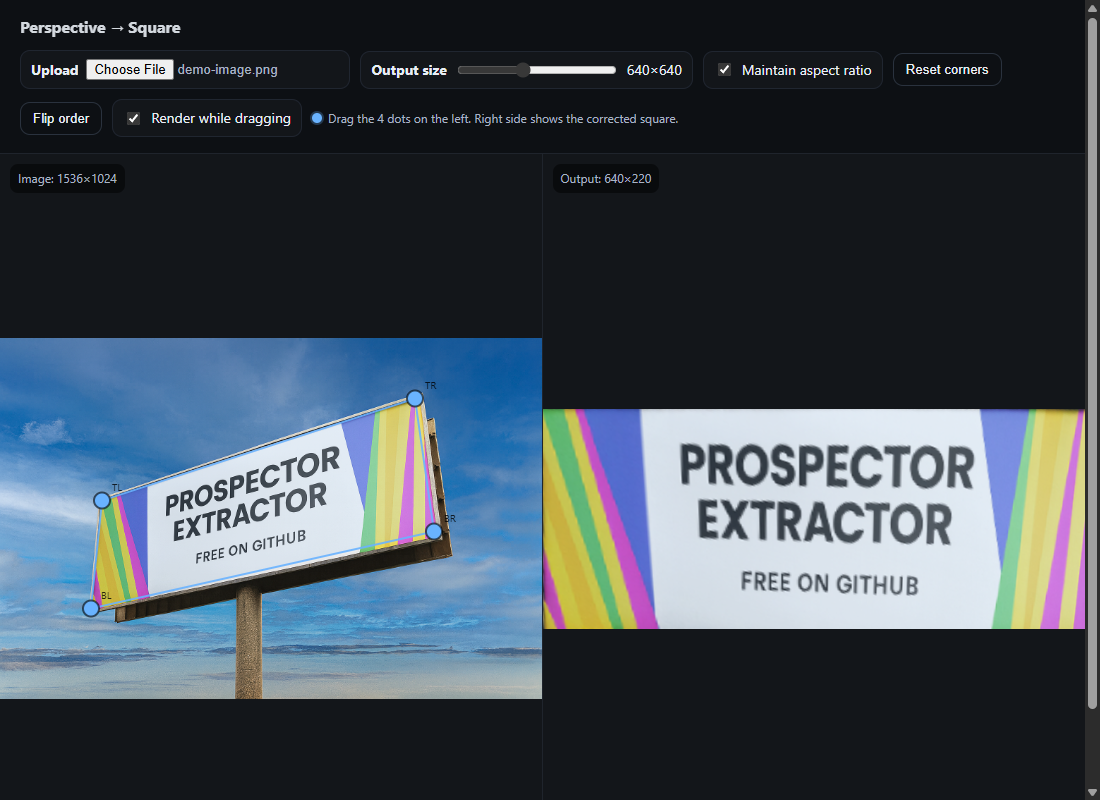 Perspective → Square
Upload Choose File demo-image.png Output size 640×640 Maintain aspect ratio Reset corners
Flip order Render while dragging Drag the 4 dots on the left. Right side shows the corrected square.
Image: 1536×1024
Output: 640×220
TR
TL
PROSPECTOR
EXTRACTOR
FREE ON GITHUB
BR
BL
PROSPECTOR
EXTRACTOR
FREE ON GITHUB